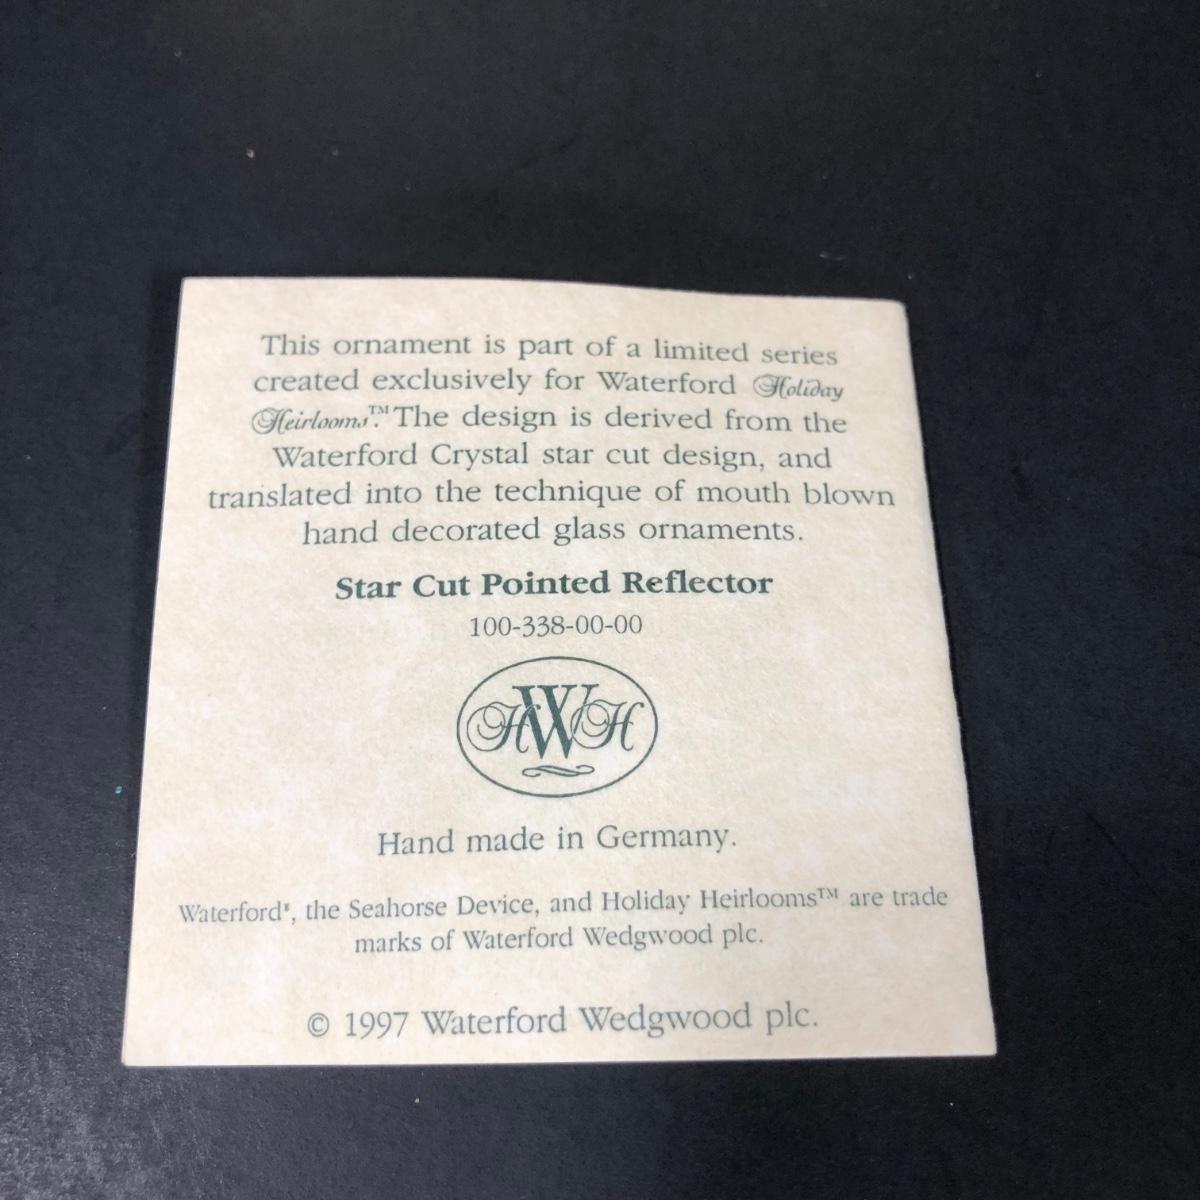 This ornament is part of a limited series
created exclusively for Waterford Holiday
Heirlooms.™ The design is derived from the
Waterford Crystal star cut design, and
translated into the technique of mouth blown
hand decorated glass ornaments.
Star Cut Pointed Reflector
100-338-00-00
HWH
Hand made in Germany.
Waterford®, the Seahorse Device, and Holiday Heirlooms™ are trade
marks of Waterford Wedgwood plc.
© 1997 Waterford Wedgwood plc.